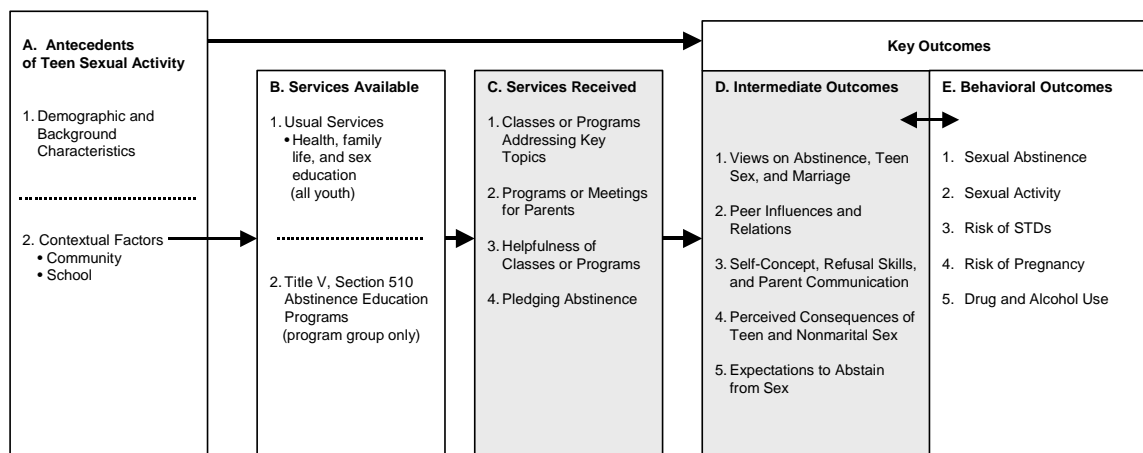 A. Antecedents
of Teen Sexual Activity
1. Demographic and
Background
Characteristics
2. Contextual Factors
• Community
• School
B. Services Available
1. Usual Services
• Health, family
life, and sex
education
(all youth)
2. Title V, Section 510
Abstinence Education
Programs
(program group only)
C. Services Received
1. Classes or Programs
Addressing Key
Topics
2. Programs or Meetings
for Parents
3. Helpfulness of
Classes or Programs
4. Pledging Abstinence
Key Outcomes
D. Intermediate Outcomes
1. Views on Abstinence, Teen
Sex, and Marriage
2. Peer Influences and
Relations
3. Self-Concept, Refusal Skills,
and Parent Communication
4. Perceived Consequences of
Teen and Nonmarital Sex
5. Expectations to Abstain
from Sex
E. Behavioral Outcomes
1. Sexual Abstinence
2. Sexual Activity
3. Risk of STDs
4. Risk of Pregnancy
5. Drug and Alcohol Use